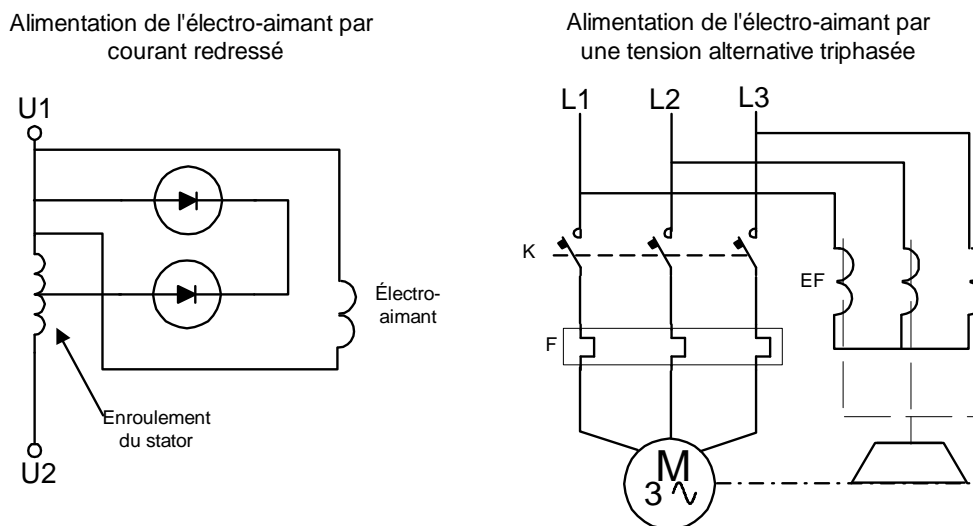 Alimentation de l'électro-aimant par
courant redressé
U1
Électro-
aimant
Enroulement
du stator
U2
Alimentation de l'électro-aimant par
une tension alternative triphasée
L1 L2 L3
K
EF
F
M
3